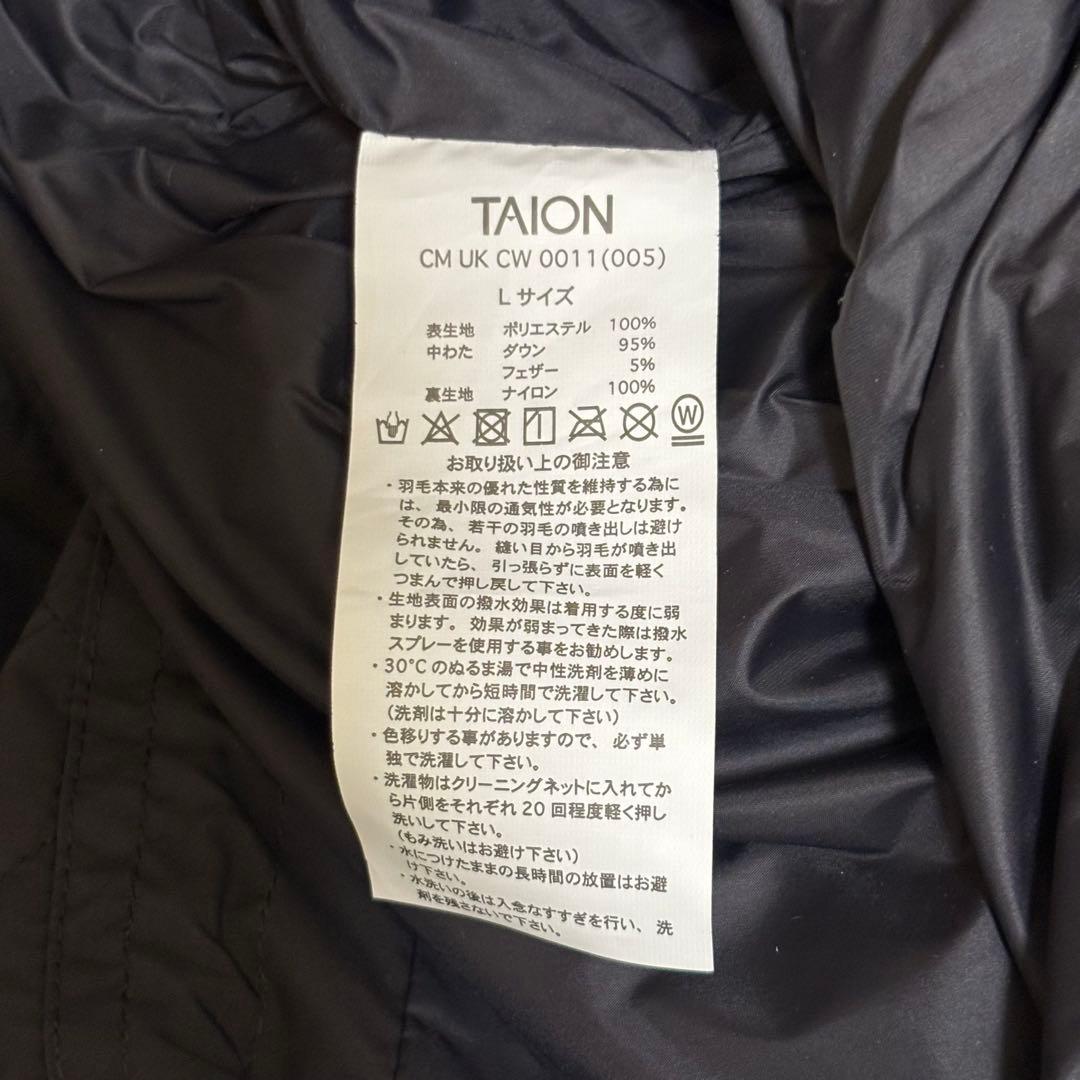 TAION
CM UK CW 0011(005)
L サイズ
表生地 ポリエステル 100%
中わた ダウン 95%
フェザー 5%
裏生地 ナイロン 100%
W
お取り扱い上の御注意
・羽毛本来の優れた性質を維持する為に
は、最小限の通気性が必要となります。
その為、若干の羽毛の噴き出しは避け
られません。縫い目から羽毛が噴き出
していたら、引っ張らずに表面を軽く
つまんで押し戻して下さい。
・生地表面の撥水効果は着用する度に弱
まります。効果が弱まってきた際は撥水
スプレーを使用する事をお勧めします。
・30°Cのぬるま湯で中性洗剤を薄めに
溶かしてから短時間で洗濯して下さい。
(洗剤は十分に溶かして下さい)
・色移りする事がありますので、必ず単
独で洗濯して下さい。
・洗濯物はクリーニングネットに入れてか
ら片側をそれぞれ20回程度軽く押し
洗いして下さい。
(もみ洗いはお避け下さい)
・水につけたままの長時間の放置はお避
け下さい。
・水洗いの後は入念なすすぎを行い、洗
剤を残さないで下さい。